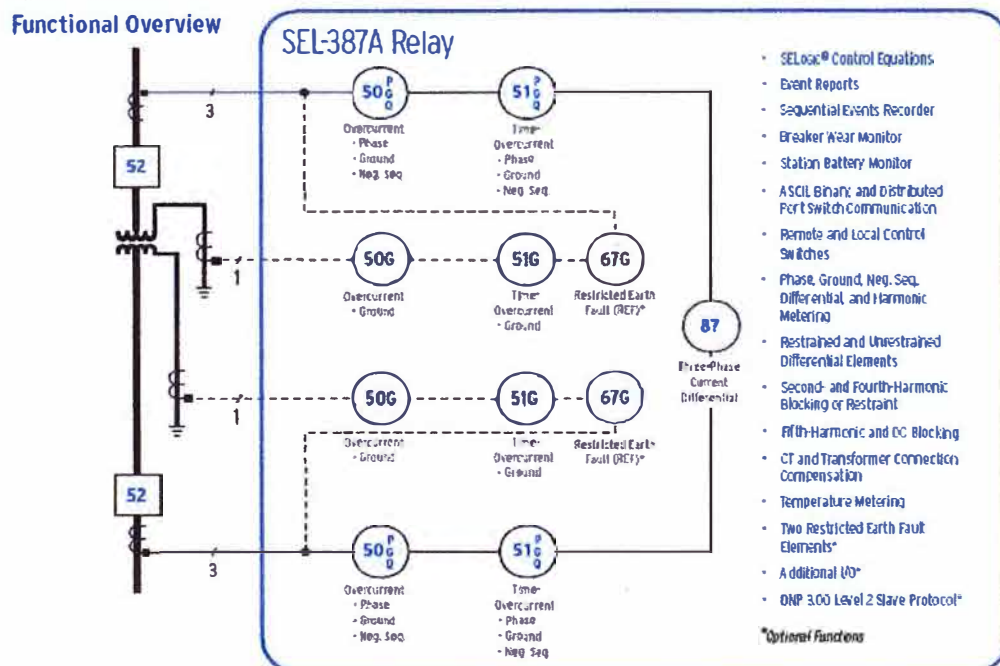 Functional Overview
SEL-387A Relay
3
50 P G Q
Overcurrent
- Phase
- Ground
- Neg. Seq
51 P G Q
Time-
Overcurrent
- Phase
- Ground
- Neg. Seq
52
1
50G
Overcurrent
- Ground
51G
Time-
Overcurrent
- Ground
67G
Restricted Earth
Fault (REF)*
87
Three-Phase
Current
Differential
1
50G
Overcurrent
- Ground
51G
Time-
Overcurrent
- Ground
67G
Restricted Earth
Fault (REF)*
52
3
50 P G Q
Overcurrent
- Phase
- Ground
- Neg. Seq
51 P G Q
Time-
Overcurrent
- Phase
- Ground
- Neg. Seq
• SELOGIC® Control Equations
• Event Reports
• Sequential Events Recorder
• Breaker Wear Monitor
• Station Battery Monitor
• ASCII, Binary, and Distributed
Port Switch Communication
• Remote and Local Control
Switches
• Phase, Ground, Neg. Seq.
Differential, and Harmonic
Metering
• Restrained and Unrestrained
Differential Elements
• Second- and Fourth-Harmonic
Blocking or Restraint
• Fifth-Harmonic and DC Blocking
• CT and Transformer Connection
Compensation
• Temperature Metering
• Two Restricted Earth Fault
Elements*
• Additional I/O*
• DNP 3.00 Level 2 Slave Protocol*
*Optional Functions